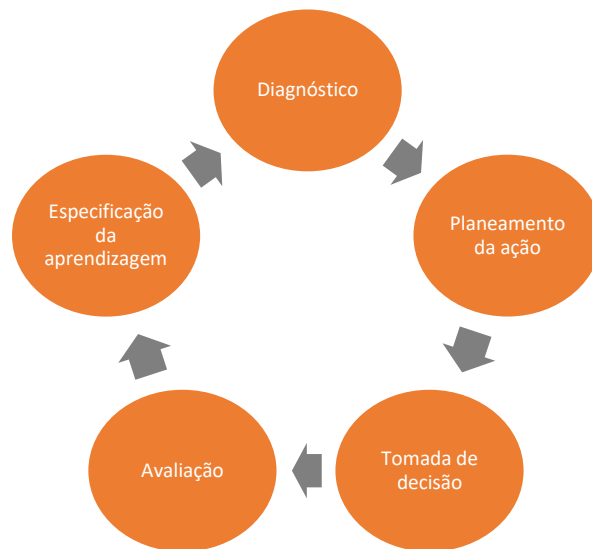 Diagnóstico
Planeamento
da ação
Tomada de
decisão
Avaliação
Especificação
da
aprendizagem